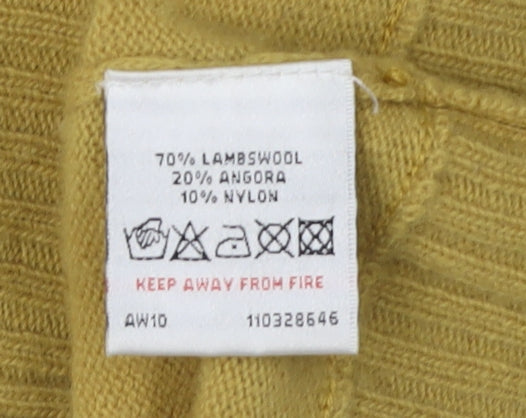 70% LAMBSWOOL
20% ANGORA
10% NYLON
KEEP AWAY FROM FIRE
AW10 110328646